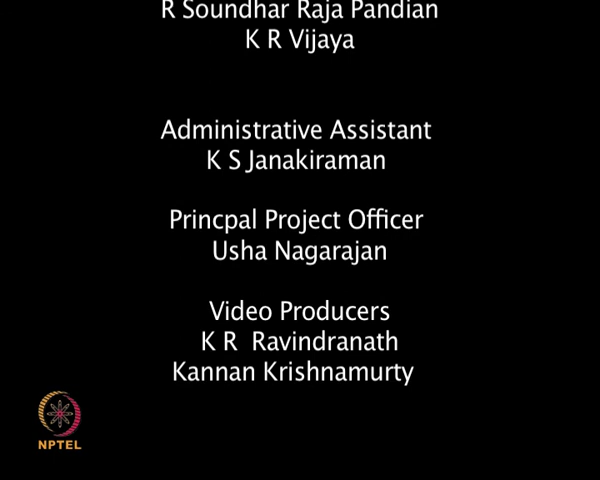 R Soundhar Raja Pandian
K R Vijaya
Administrative Assistant
K S Janakiraman
Princpal Project Officer
Usha Nagarajan
Video Producers
K R  Ravindranath
Kannan Krishnamurty
NPTEL